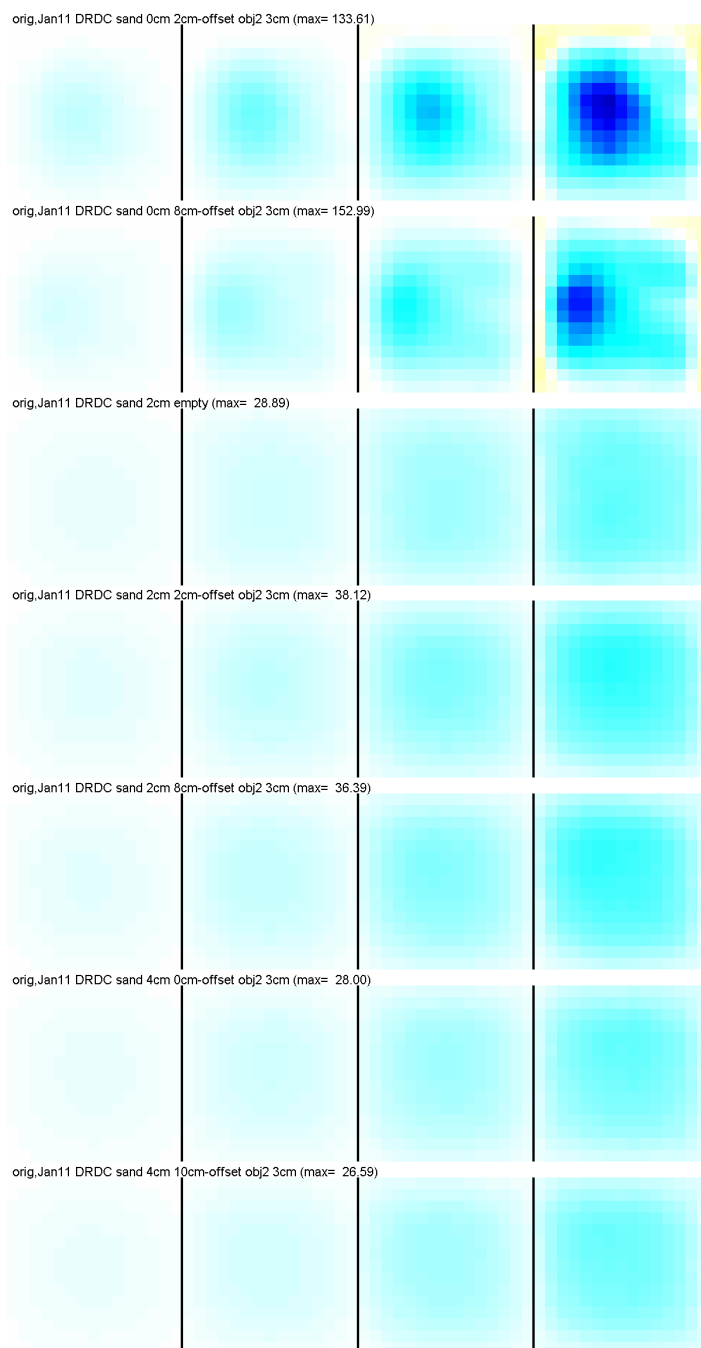 orig,Jan11 DRDC sand 0cm 2cm-offset obj2 3cm (max= 133.61)
orig,Jan11 DRDC sand 0cm 8cm-offset obj2 3cm (max= 152.99)
orig,Jan11 DRDC sand 2cm empty (max=  28.89)
orig,Jan11 DRDC sand 2cm 2cm-offset obj2 3cm (max=  38.12)
orig,Jan11 DRDC sand 2cm 8cm-offset obj2 3cm (max=  36.39)
orig,Jan11 DRDC sand 4cm 0cm-offset obj2 3cm (max=  28.00)
orig,Jan11 DRDC sand 4cm 10cm-offset obj2 3cm (max=  26.59)